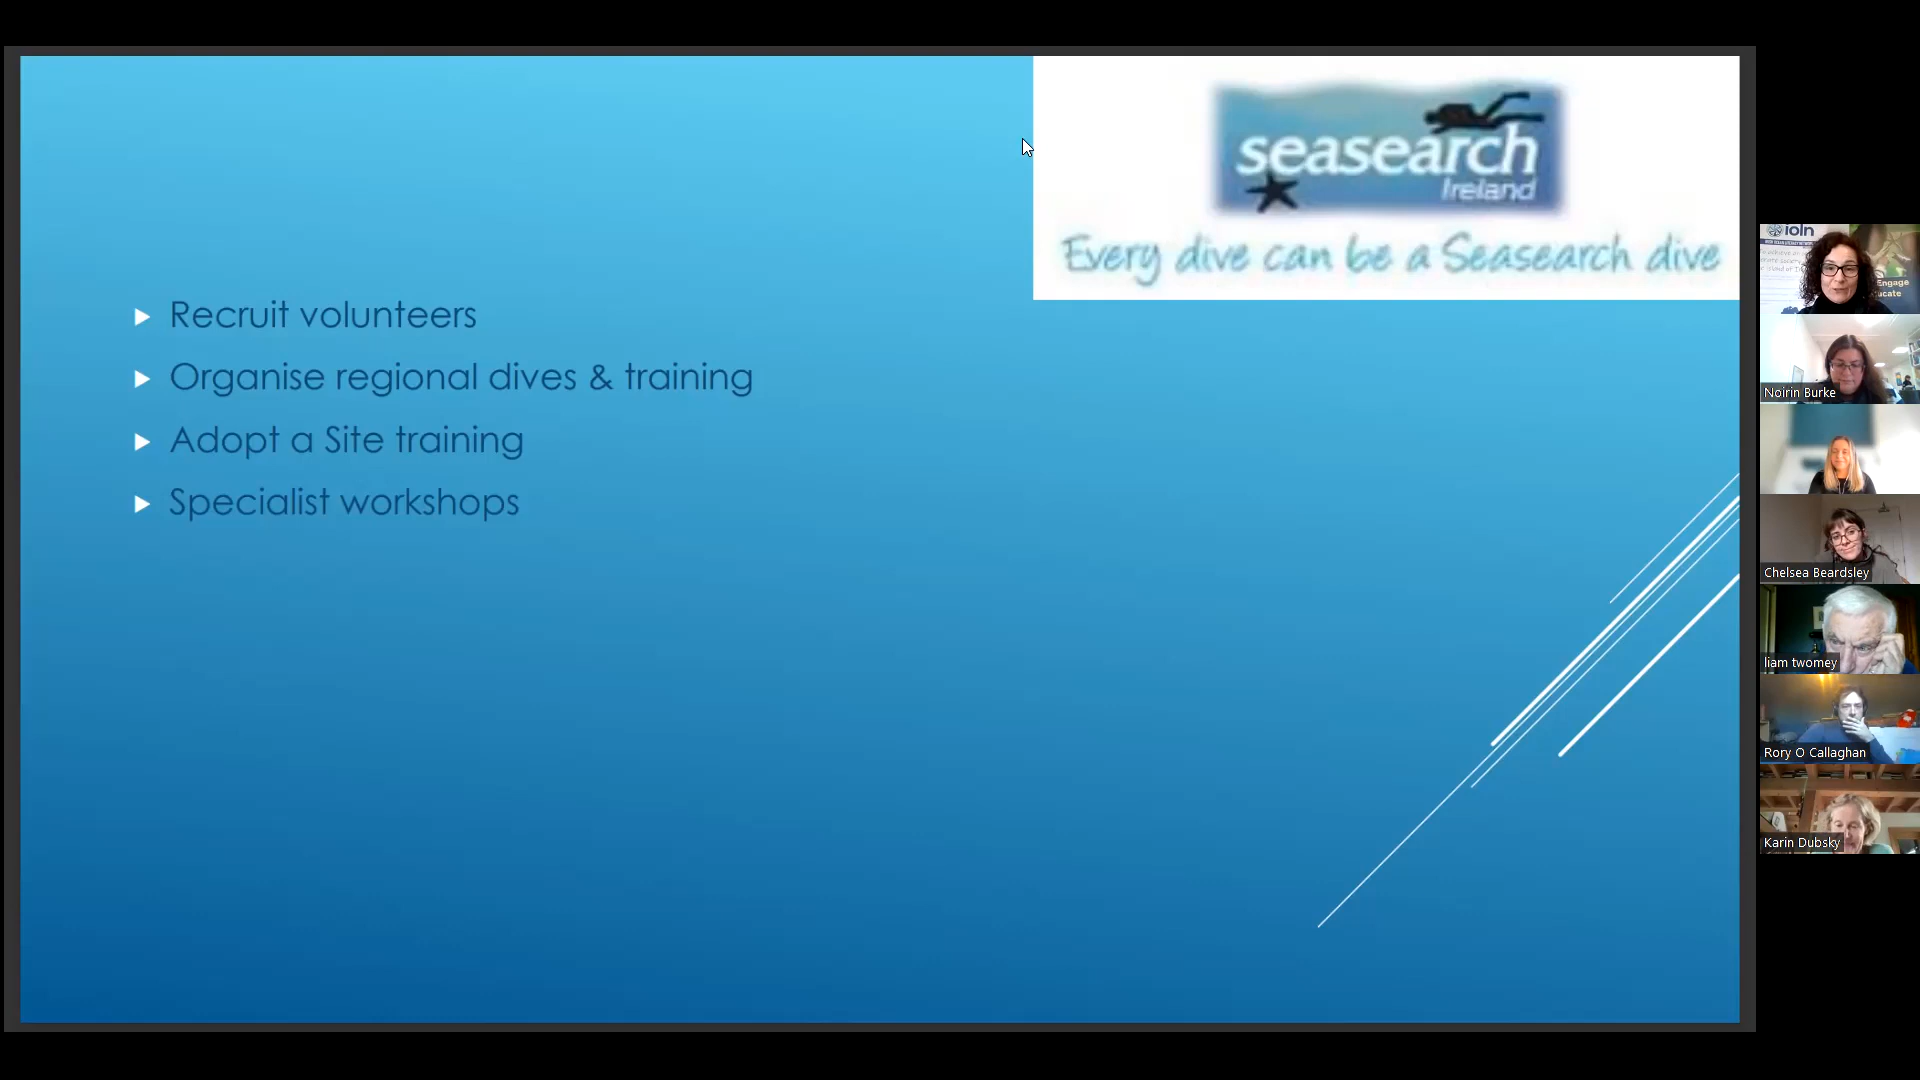 seasearch
Ireland
Every dive can be a Seasearch dive
Recruit volunteers
Organise regional dives & training
Adopt a Site training
Specialist workshops
ioln
Engage
Noirin Burke
Chelsea Beardsley
liam twomey
Rory O Callaghan
Karin Dubsky